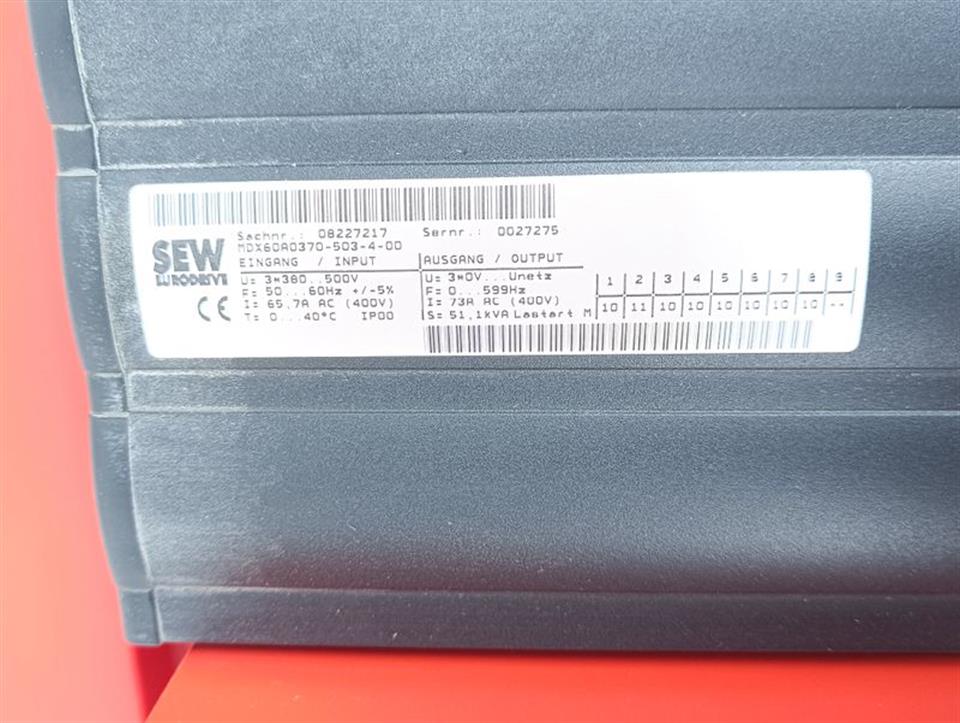 Sachnr.: 08227217 Sernr.: 0027275
MDX60A0370-503-4-00
SEW
EURODRIVE
CE
EINGANG / INPUT
U= 3*380...500V
F= 50...60Hz +/-5%
I= 65,7A AC (400V)
T= 0...40°C IP00
AUSGANG / OUTPUT
U= 3*0V...Unetz
F= 0...599Hz
I= 73A AC (400V)
S= 51,1kVA Lastart M
1 2 3 4 5 6 7 8 9
10 11 10 10 10 10 10 10 --